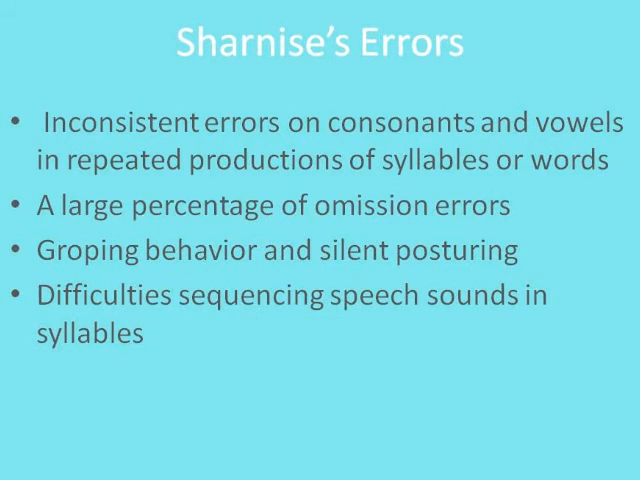 Sharnise’s Errors
• Inconsistent errors on consonants and vowels
in repeated productions of syllables or words
• A large percentage of omission errors
• Groping behavior and silent posturing
• Difficulties sequencing speech sounds in
syllables